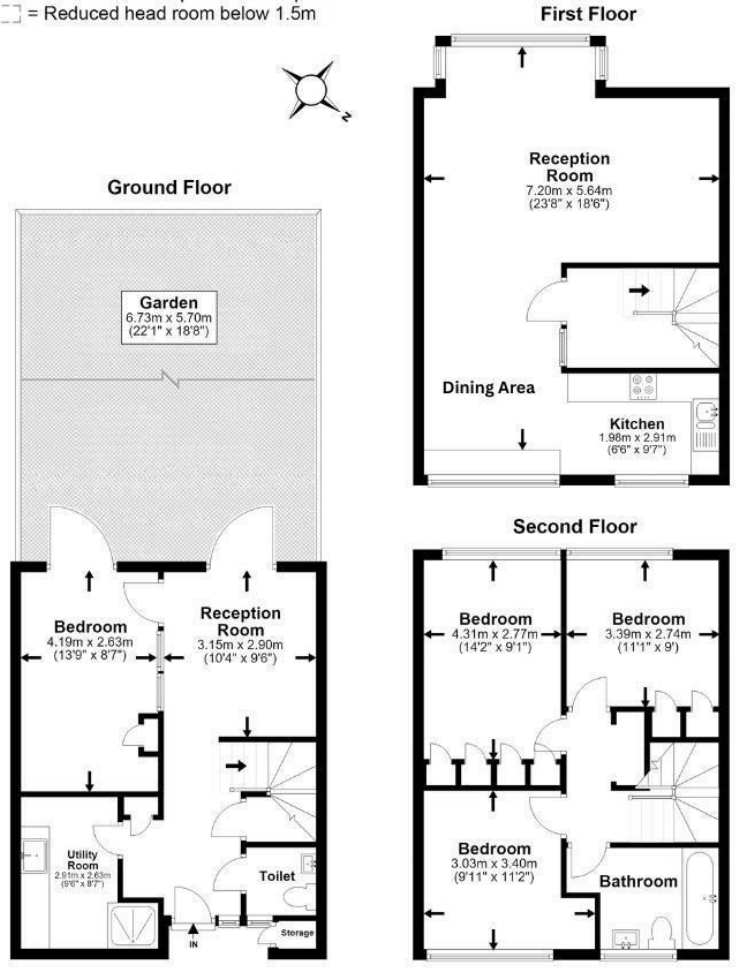 = Reduced head room below 1.5m
First Floor
N
Reception
Room
7.20m x 5.64m
(23'8" x 18'6")
Dining Area
Kitchen
1.98m x 2.91m
(6'6" x 9'7")
Ground Floor
Garden
6.73m x 5.70m
(22'1" x 18'8")
Bedroom
4.19m x 2.63m
(13'9" x 8'7")
Reception
Room
3.15m x 2.90m
(10'4" x 9'6")
Utility
Room
2.91m x 2.63m
(9'6" x 8'7")
Toilet
Storage
IN
Second Floor
Bedroom
4.31m x 2.77m
(14'2" x 9'1")
Bedroom
3.39m x 2.74m
(11'1" x 9')
Bedroom
3.03m x 3.40m
(9'11" x 11'2")
Bathroom